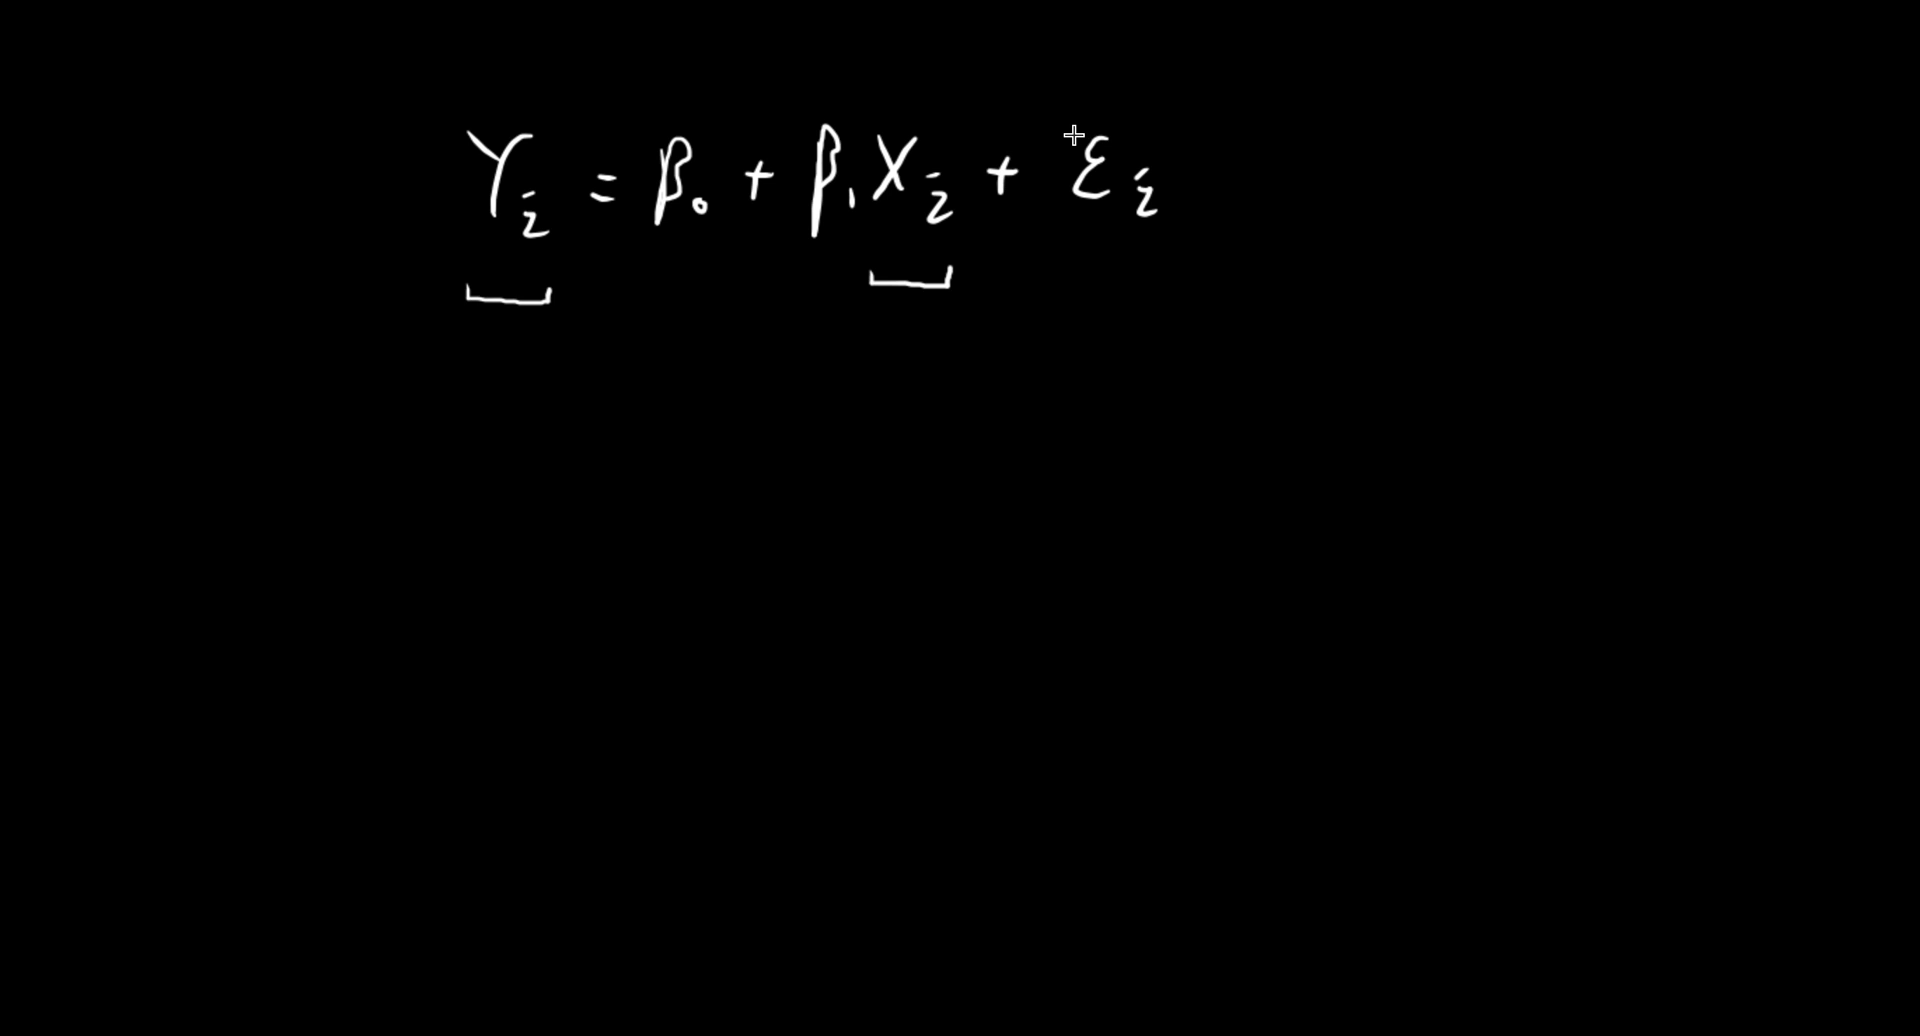 Yᵢ = β₀ + β₁Xᵢ + εᵢ